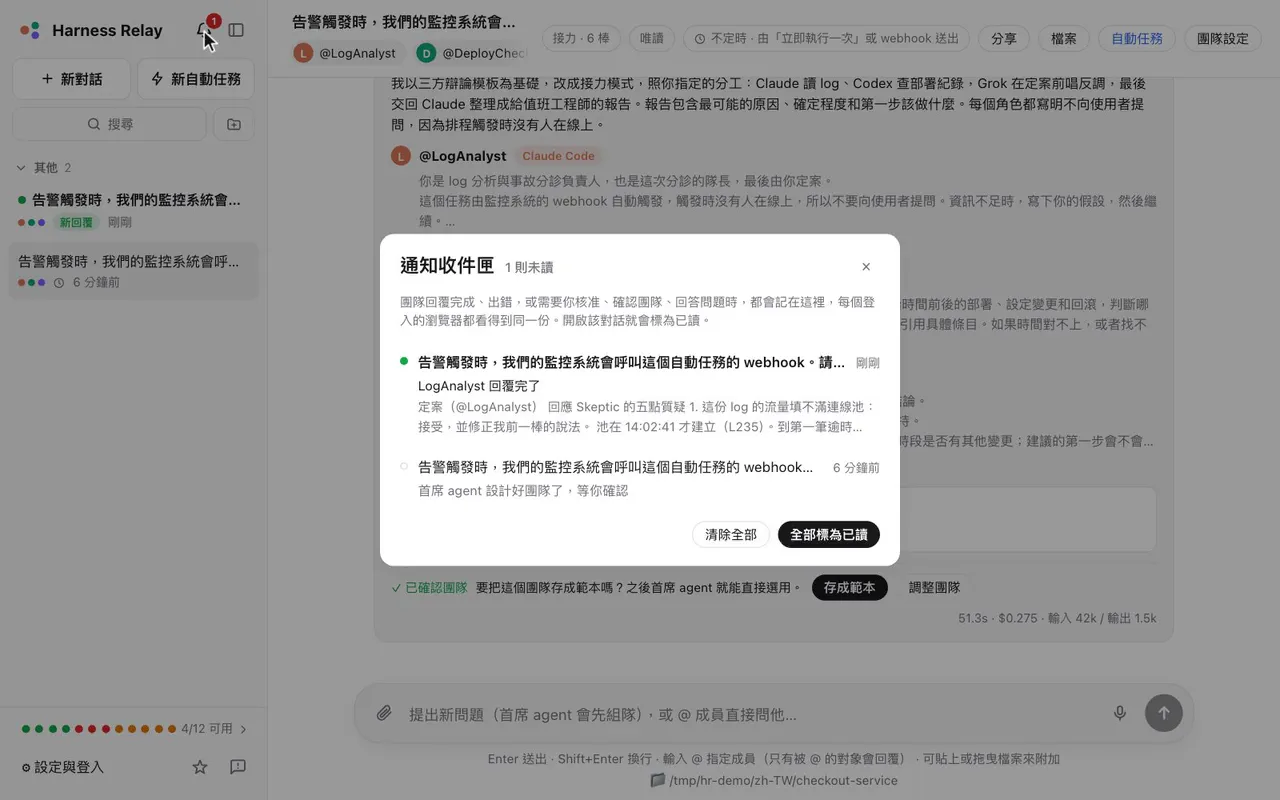 Harness Relay
1
新對話
新自動任務
搜尋
其他 2
告警觸發時，我們的監控系統會...
新回覆 剛剛
告警觸發時，我們的監控系統會呼...
6 分鐘前
4/12 可用
設定與登入
告警觸發時，我們的監控系統會...
L @LogAnalyst D @DeployChec
接力 · 6 棒
唯讀
不定時 · 由「立即執行一次」或 webhook 送出
分享
檔案
自動任務
團隊設定
我以三方辯論模板為基礎，改成接力模式，照你指定的分工：Claude 讀 log、Codex 查部署紀錄，Grok 在定案前唱反調，最後
交回 Claude 整理成給值班工程師的報告。報告包含最可能的原因、確定程度和第一步該做什麼。每個角色都寫明不向使用者提
問，因為排程觸發時沒有人在線上。
L @LogAnalyst Claude Code
你是 log 分析與事故分診負責人，也是這次分診的隊長，最後由你定案。
這個任務由監控系統的 webhook 自動觸發，觸發時沒有人在線上，所以不要向使用者提問。資訊不足時，寫下你的假設，然後繼
續。...
時間前後的部署、設定變更和回滾，判斷哪
引用具體條目。如果時間對不上，或者找不
論。
持。
時段是否有其他變更；建議的第一步會不會...
通知收件匣 1 則未讀
團隊回覆完成、出錯，或需要你核准、確認團隊、回答問題時，都會記在這裡，每個登
入的瀏覽器都看得到同一份。開啟該對話就會標為已讀。
告警觸發時，我們的監控系統會呼叫這個自動任務的 webhook。請... 剛剛
LogAnalyst 回覆完了
定案（@LogAnalyst） 回應 Skeptic 的五點質疑 1. 這份 log 的流量填不滿連線池：
接受，並修正我前一棒的說法。 池在 14:02:41 才建立（L235）。到第一筆逾時...
告警觸發時，我們的監控系統會呼叫這個自動任務的 webhook... 6 分鐘前
首席 agent 設計好團隊了，等你確認
清除全部
全部標為已讀
✓ 已確認團隊 要把這個團隊存成範本嗎？之後首席 agent 就能直接選用。 存成範本 調整團隊
51.3s · $0.275 · 輸入 42k / 輸出 1.5k
提出新問題（首席 agent 會先組隊），或 @ 成員直接問他...
Enter 送出 · Shift+Enter 換行 · 輸入 @ 指定成員（只有被 @ 的對象會回覆） · 可貼上或拖曳檔案來附加
/tmp/hr-demo/zh-TW/checkout-service